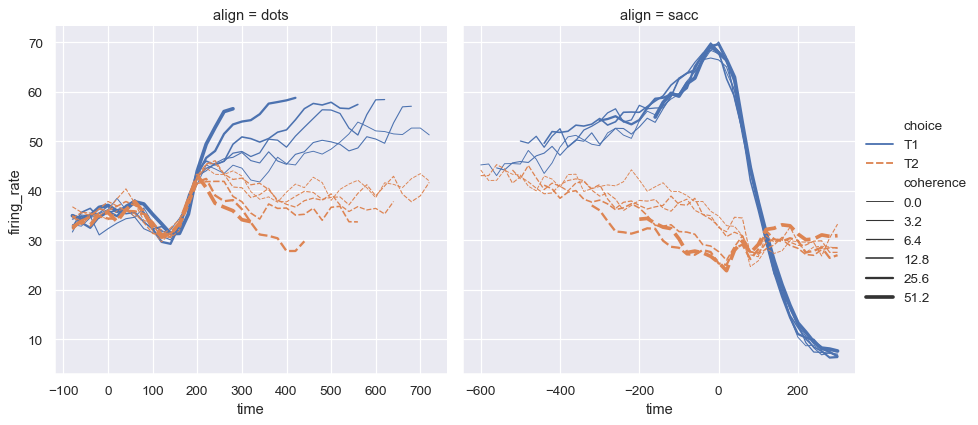 align = dots
align = sacc
70
60
50
40
30
20
10
firing_rate
−100 0 100 200 300 400 500 600 700
−600 −400 −200 0 200
time
time
choice
T1
T2
coherence
0.0
3.2
6.4
12.8
25.6
51.2